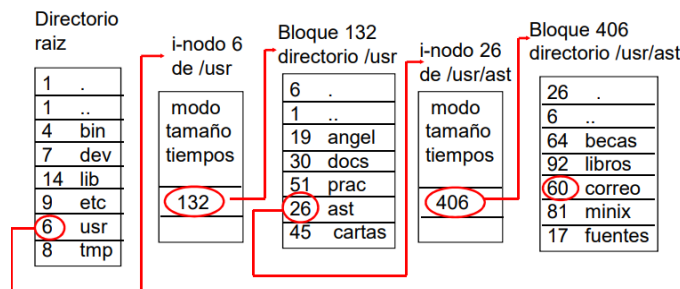 Directorio
raiz
1 .
1 ..
4 bin
7 dev
14 lib
9 etc
6 usr
8 tmp
i-nodo 6
de /usr
modo
tamaño
tiempos
132
Bloque 132
directorio /usr
6 .
1 ..
19 angel
30 docs
51 prac
26 ast
45 cartas
i-nodo 26
de /usr/ast
modo
tamaño
tiempos
406
Bloque 406
directorio /usr/ast
26 .
6 ..
64 becas
92 libros
60 correo
81 minix
17 fuentes